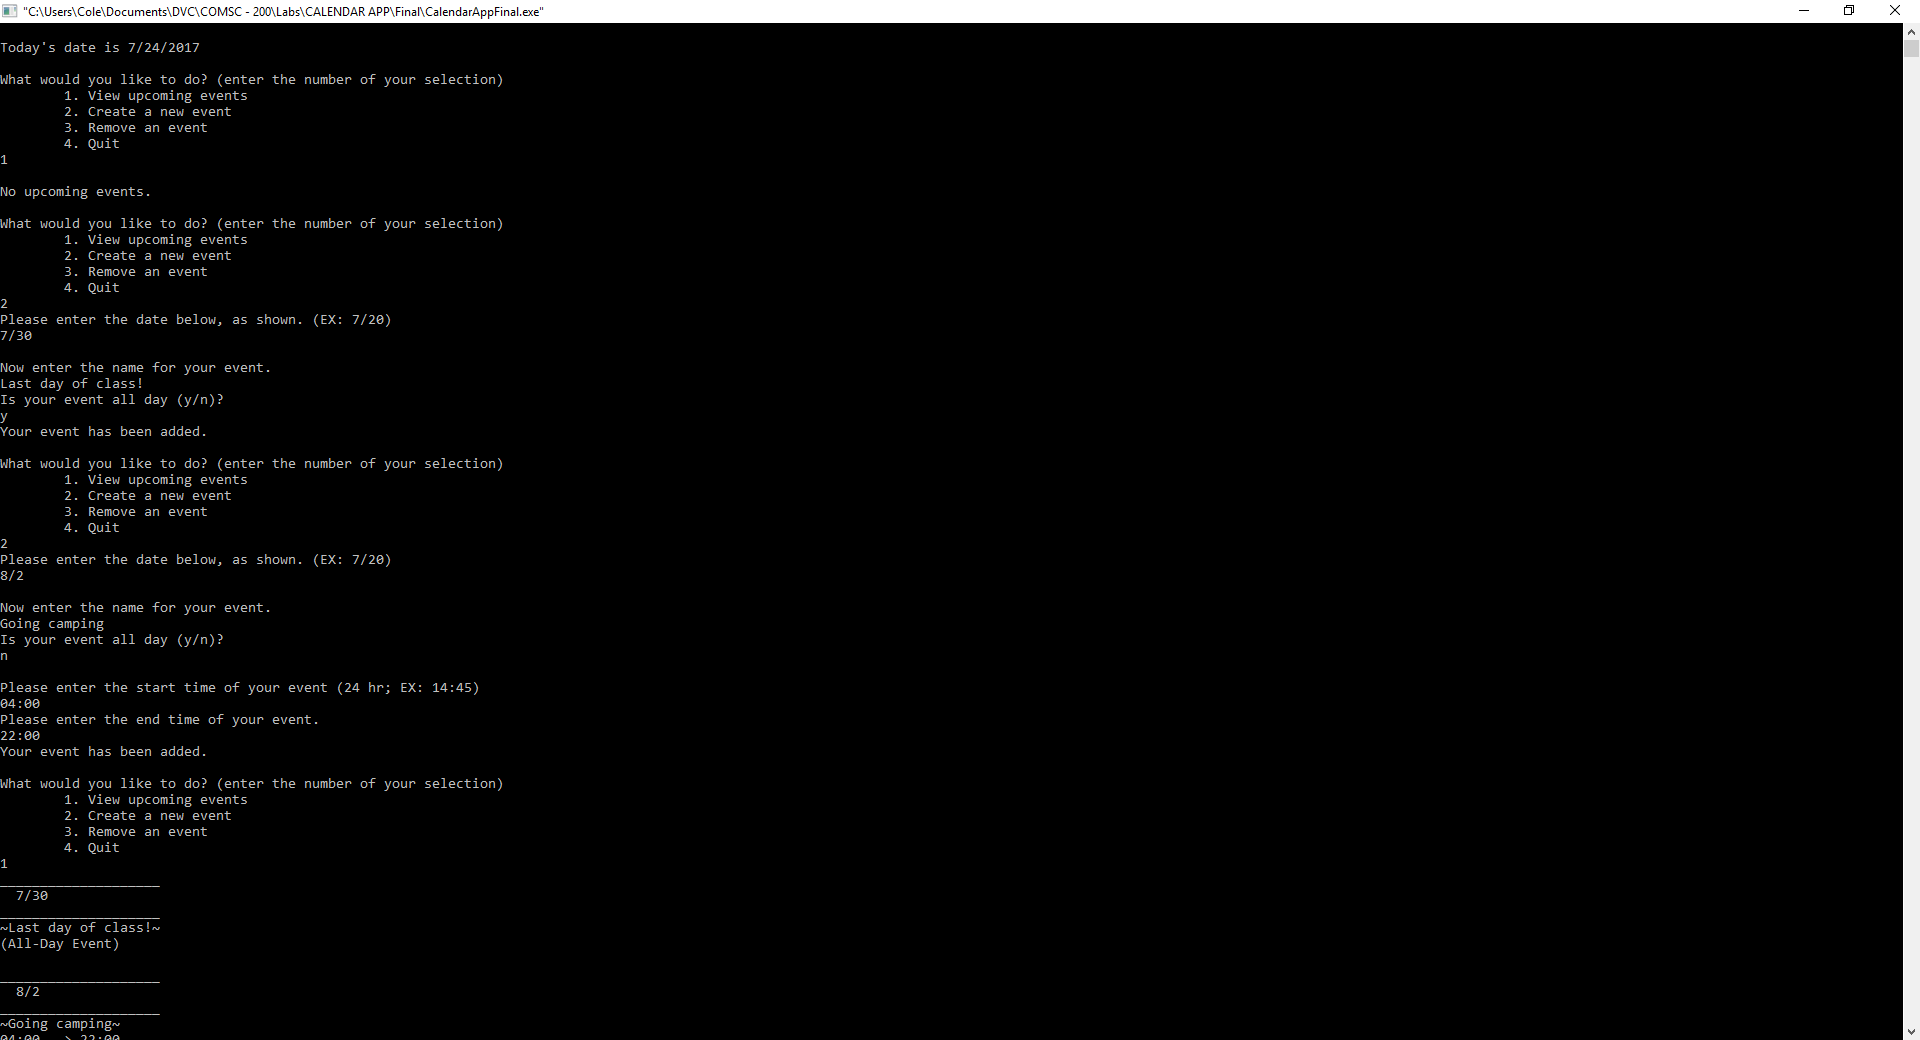 "C:\Users\Cole\Documents\DVC\COMSC - 200\Labs\CALENDAR APP\Final\CalendarAppFinal.exe"
Today's date is 7/24/2017
What would you like to do? (enter the number of your selection)
1. View upcoming events
2. Create a new event
3. Remove an event
4. Quit
1
No upcoming events.
What would you like to do? (enter the number of your selection)
1. View upcoming events
2. Create a new event
3. Remove an event
4. Quit
2
Please enter the date below, as shown. (EX: 7/20)
7/30
Now enter the name for your event.
Last day of class!
Is your event all day (y/n)?
y
Your event has been added.
What would you like to do? (enter the number of your selection)
1. View upcoming events
2. Create a new event
3. Remove an event
4. Quit
2
Please enter the date below, as shown. (EX: 7/20)
8/2
Now enter the name for your event.
Going camping
Is your event all day (y/n)?
n
Please enter the start time of your event (24 hr; EX: 14:45)
04:00
Please enter the end time of your event.
22:00
Your event has been added.
What would you like to do? (enter the number of your selection)
1. View upcoming events
2. Create a new event
3. Remove an event
4. Quit
1
____________________
7/30
____________________
~Last day of class!~
(All-Day Event)
____________________
8/2
____________________
~Going camping~
04:00 -> 22:00